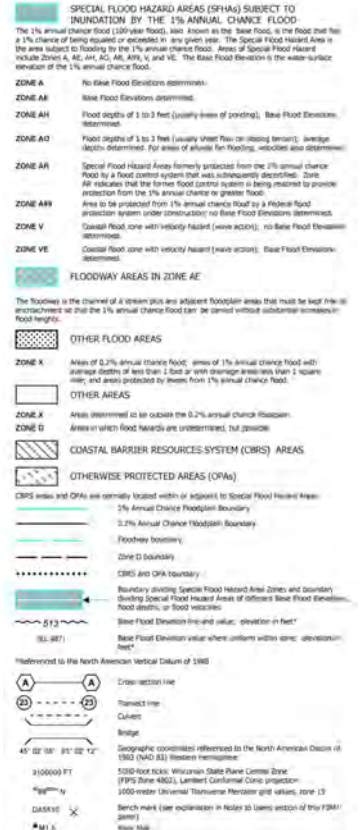 SPECIAL FLOOD HAZARD AREAS (SFHAs) SUBJECT TO
INUNDATION BY THE 1% ANNUAL CHANCE FLOOD
The 1% annual chance flood (100-year flood), also known as the base flood, is the flood that has
a 1% chance of being equaled or exceeded in any given year. The Special Flood Hazard Area is
the area subject to flooding by the 1% annual chance flood. Areas of Special Flood Hazard
include Zones A, AE, AH, AO, AR, A99, V, and VE. The Base Flood Elevation is the water-surface
elevation of the 1% annual chance flood.
ZONE A No Base Flood Elevations determined.
ZONE AE Base Flood Elevations determined.
ZONE AH Flood depths of 1 to 3 feet (usually areas of ponding); Base Flood Elevations
determined.
ZONE AO Flood depths of 1 to 3 feet (usually sheet flow on sloping terrain); average
depths determined. For areas of alluvial fan flooding, velocities also determined.
ZONE AR Special Flood Hazard Areas formerly protected from the 1% annual chance
flood by a flood control system that was subsequently decertified. Zone
AR indicates that the former flood control system is being restored to provide
protection from the 1% annual chance or greater flood.
ZONE A99 Area to be protected from 1% annual chance flood by a Federal flood
protection system under construction; no Base Flood Elevations determined.
ZONE V Coastal flood zone with velocity hazard (wave action); no Base Flood Elevations
determined.
ZONE VE Coastal flood zone with velocity hazard (wave action); Base Flood Elevations
determined.
FLOODWAY AREAS IN ZONE AE
The floodway is the channel of a stream plus any adjacent floodplain areas that must be kept free of
encroachment so that the 1% annual chance flood can be carried without substantial increases in
flood heights.
OTHER FLOOD AREAS
ZONE X Areas of 0.2% annual chance flood; areas of 1% annual chance flood with
average depths of less than 1 foot or with drainage areas less than 1 square
mile; and areas protected by levees from 1% annual chance flood.
OTHER AREAS
ZONE X Areas determined to be outside the 0.2% annual chance floodplain.
ZONE D Areas in which flood hazards are undetermined, but possible.
COASTAL BARRIER RESOURCES SYSTEM (CBRS) AREAS
OTHERWISE PROTECTED AREAS (OPAs)
CBRS areas and OPAs are normally located within or adjacent to Special Flood Hazard Areas.
1% Annual Chance Floodplain Boundary
0.2% Annual Chance Floodplain Boundary
Floodway boundary
Zone D boundary
CBRS and OPA boundary
Boundary dividing Special Flood Hazard Area Zones and boundary
dividing Special Flood Hazard Areas of different Base Flood Elevations,
flood depths, or flood velocities
513 Base Flood Elevation line and value; elevation in feet*
(EL 987) Base Flood Elevation value where uniform within zone; elevation in
feet*
*Referenced to the North American Vertical Datum of 1988
A A Cross section line
23 23 Transect line
Culvert
Bridge
Geographic coordinates referenced to the North American Datum of
1983 (NAD 83) Western Hemisphere
3100000 FT 5000-foot ticks: Wisconsin State Plane Central Zone
(FIPS Zone 4802), Lambert Conformal Conic projection
N 1000-meter Universal Transverse Mercator grid values, zone 15
Bench mark (see explanation in Notes to Users section of this FIRM
panel)
M1.5 River Mile